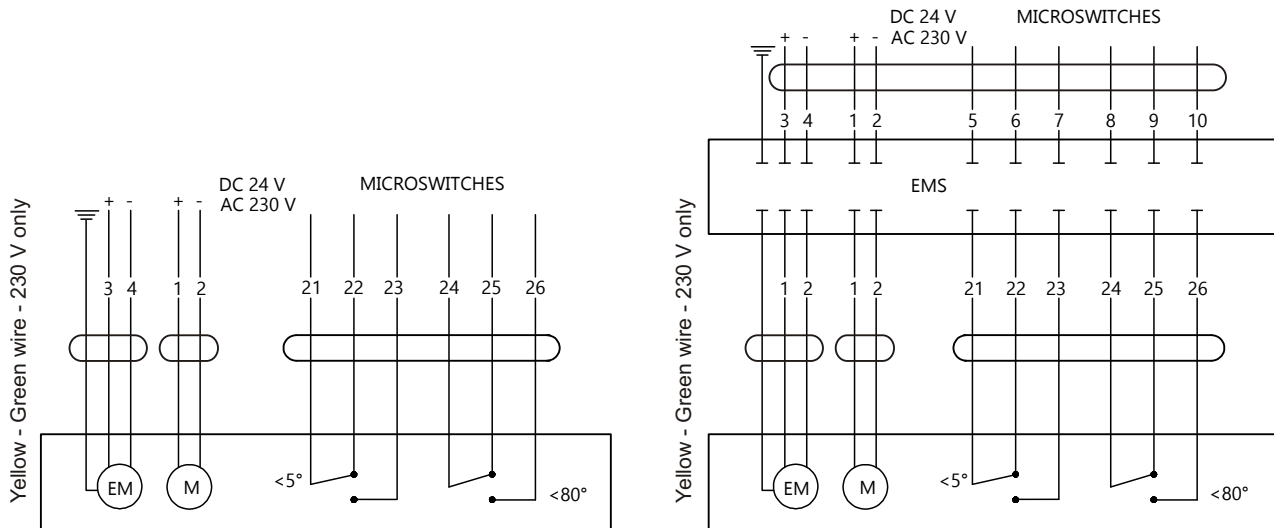 DC 24 V
AC 230 V
MICROSWITCHES
+ - + -
3 4 1 2 21 22 23 24 25 26
EM M <5° <80°
Yellow - Green wire - 230 V only
DC 24 V
AC 230 V
MICROSWITCHES
+ - + -
3 4 1 2 5 6 7 8 9 10
EMS
1 2 1 2 21 22 23 24 25 26
EM M <5° <80°
Yellow - Green wire - 230 V only